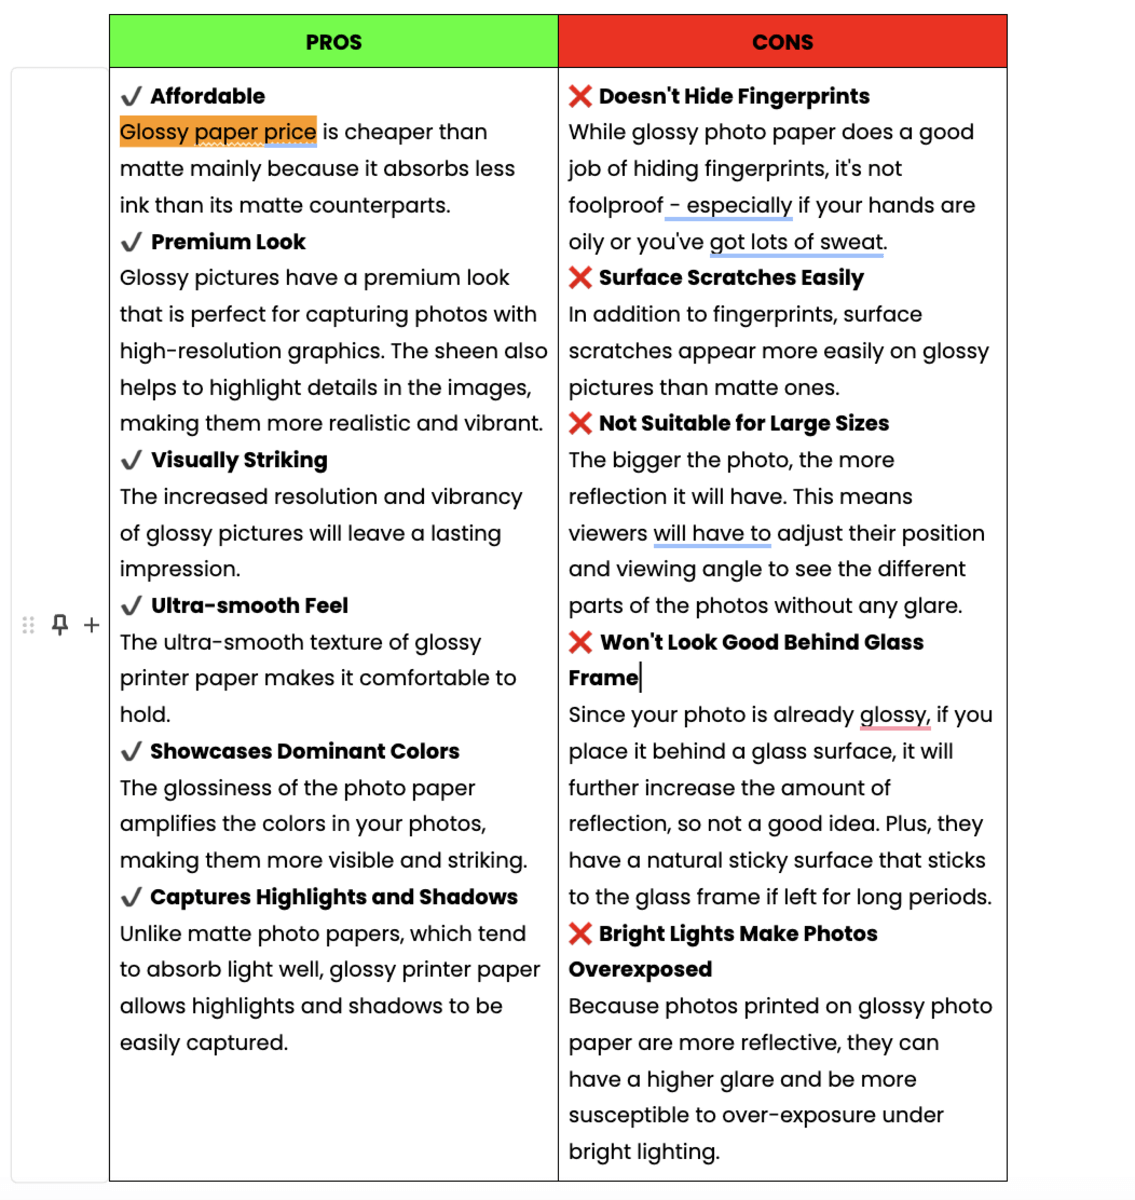 PROS
CONS
✔ Affordable
Glossy paper price is cheaper than
matte mainly because it absorbs less
ink than its matte counterparts.
✔ Premium Look
Glossy pictures have a premium look
that is perfect for capturing photos with
high-resolution graphics. The sheen also
helps to highlight details in the images,
making them more realistic and vibrant.
✔ Visually Striking
The increased resolution and vibrancy
of glossy pictures will leave a lasting
impression.
✔ Ultra-smooth Feel
The ultra-smooth texture of glossy
printer paper makes it comfortable to
hold.
✔ Showcases Dominant Colors
The glossiness of the photo paper
amplifies the colors in your photos,
making them more visible and striking.
✔ Captures Highlights and Shadows
Unlike matte photo papers, which tend
to absorb light well, glossy printer paper
allows highlights and shadows to be
easily captured.
❌ Doesn't Hide Fingerprints
While glossy photo paper does a good
job of hiding fingerprints, it's not
foolproof - especially if your hands are
oily or you've got lots of sweat.
❌ Surface Scratches Easily
In addition to fingerprints, surface
scratches appear more easily on glossy
pictures than matte ones.
❌ Not Suitable for Large Sizes
The bigger the photo, the more
reflection it will have. This means
viewers will have to adjust their position
and viewing angle to see the different
parts of the photos without any glare.
❌ Won't Look Good Behind Glass
Frame
Since your photo is already glossy, if you
place it behind a glass surface, it will
further increase the amount of
reflection, so not a good idea. Plus, they
have a natural sticky surface that sticks
to the glass frame if left for long periods.
❌ Bright Lights Make Photos
Overexposed
Because photos printed on glossy photo
paper are more reflective, they can
have a higher glare and be more
susceptible to over-exposure under
bright lighting.